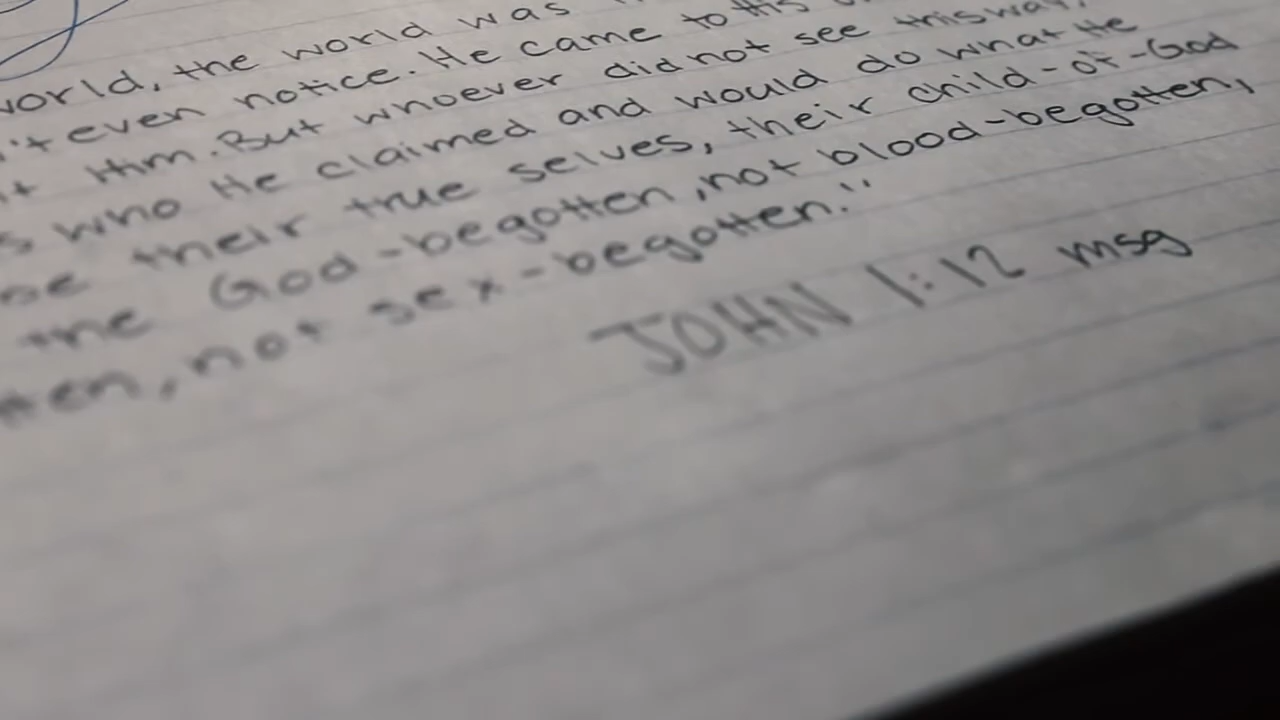 world, the world was
't even notice. He came to His
Him. But whoever did not see this way,
s who He claimed and would do what He
their true selves, their child-of-God
the God-begotten, not blood-begotten,
tten, not sex-begotten."
JOHN 1:12 msg